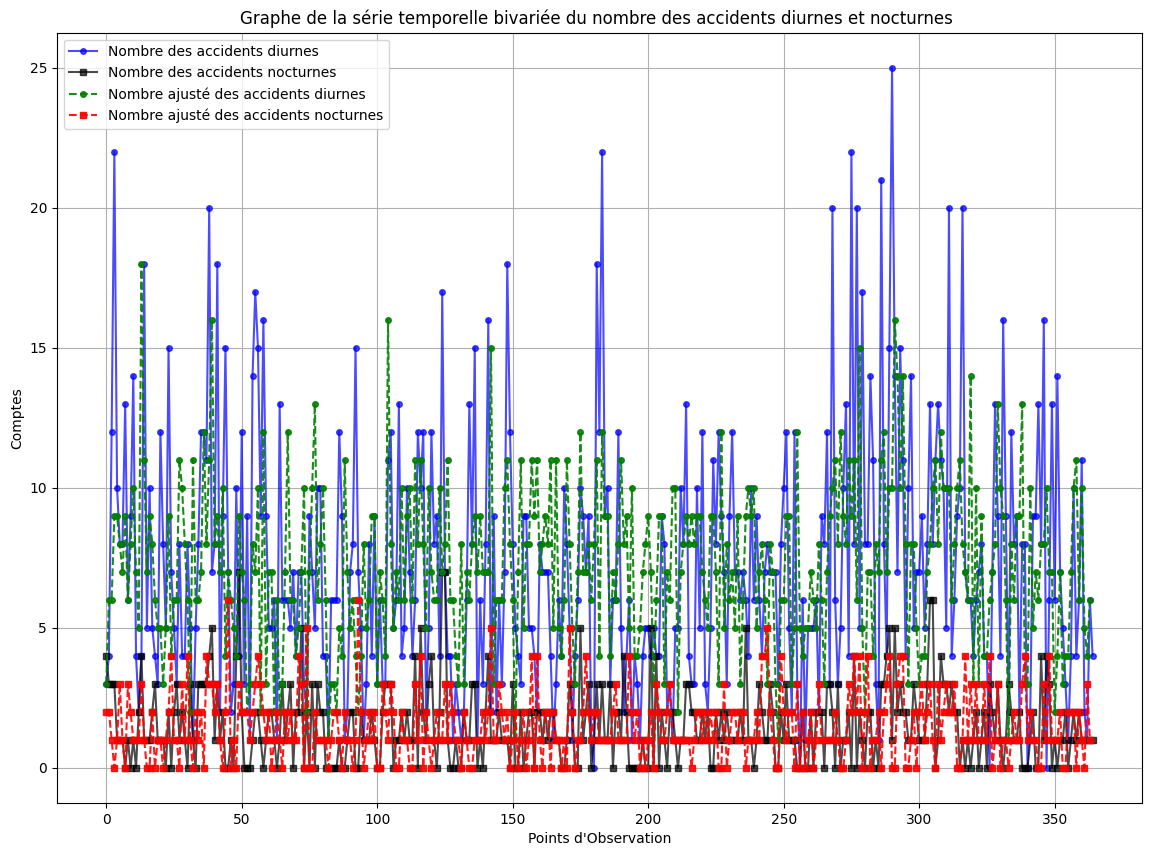 Graphe de la série temporelle bivariée du nombre des accidents diurnes et nocturnes
Nombre des accidents diurnes
Nombre des accidents nocturnes
Nombre ajusté des accidents diurnes
Nombre ajusté des accidents nocturnes
25
20
15
10
5
0
Comptes
0 50 100 150 200 250 300 350
Points d'Observation